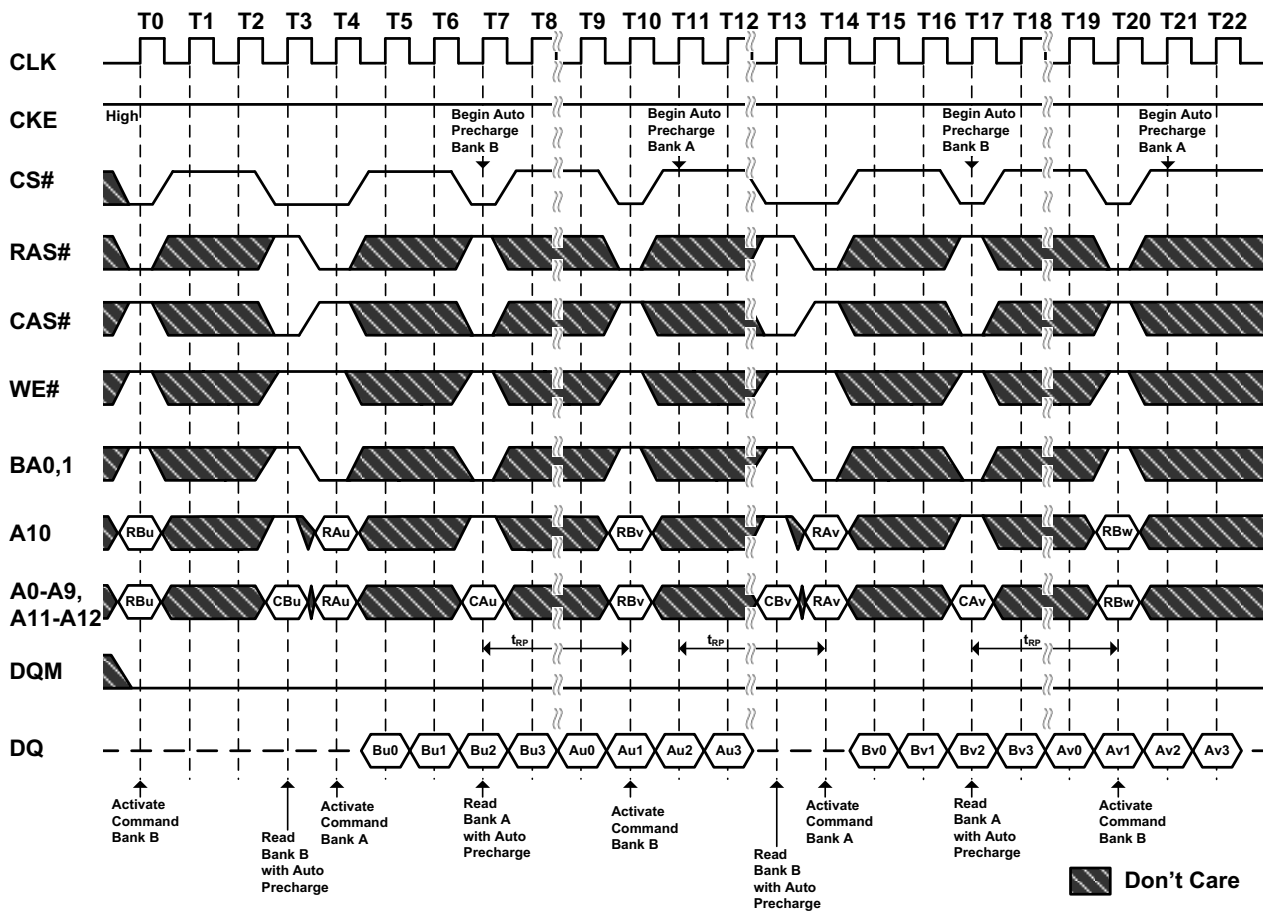 T0 T1 T2 T3 T4 T5 T6 T7 T8 T9 T10 T11 T12 T13 T14 T15 T16 T17 T18 T19 T20 T21 T22
CLK
CKE
High
Begin Auto
Precharge
Bank B
Begin Auto
Precharge
Bank A
Begin Auto
Precharge
Bank B
Begin Auto
Precharge
Bank A
CS#
RAS#
CAS#
WE#
BA0,1
A10
RBu RAu RBv RAv RBw
A0-A9,
A11-A12
RBu CBu RAu CAu RBv CBv RAv CAv RBw
tRP tRP tRP
DQM
DQ
Bu0 Bu1 Bu2 Bu3 Au0 Au1 Au2 Au3 Bv0 Bv1 Bv2 Bv3 Av0 Av1 Av2 Av3
Activate
Command
Bank B
Read
Bank B
with Auto
Precharge
Activate
Command
Bank A
Read
Bank A
with Auto
Precharge
Activate
Command
Bank B
Read
Bank B
with Auto
Precharge
Activate
Command
Bank A
Read
Bank A
with Auto
Precharge
Activate
Command
Bank B
Don't Care